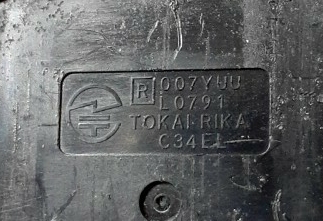 R 007YUU
L0791
TOKAI RIKA
C34EL